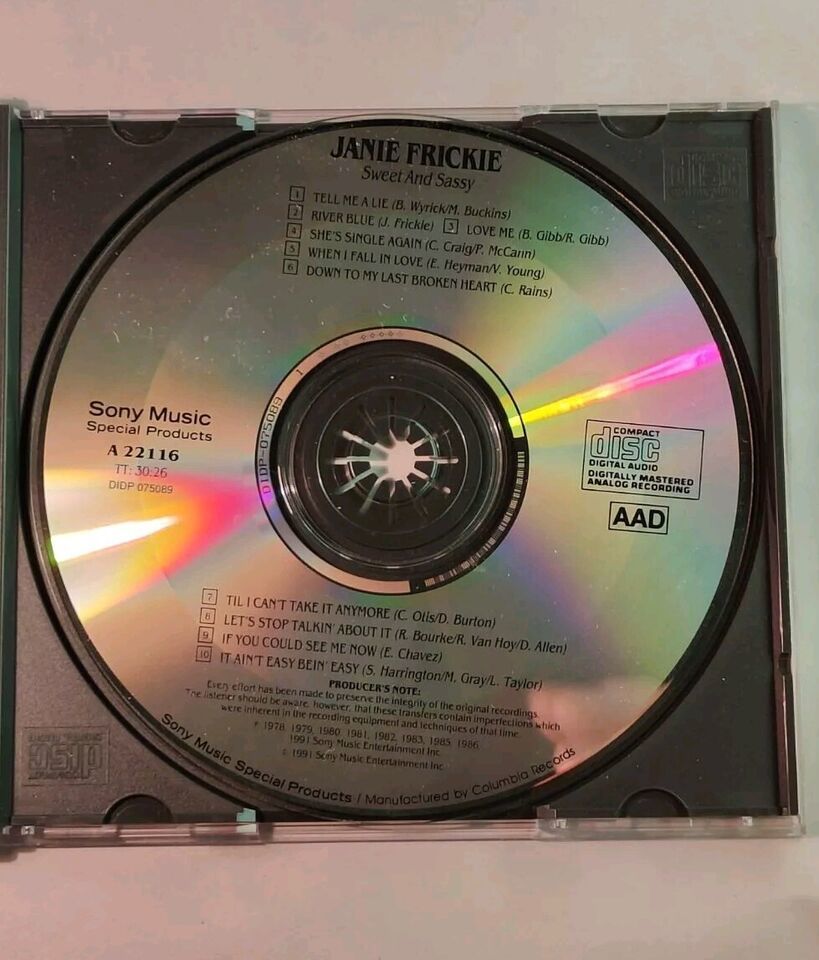 JANIE FRICKIE
Sweet And Sassy
1 TELL ME A LIE (B. Wyrick/M. Buckins)
2 RIVER BLUE (J. Frickie) 3 LOVE ME (B. Gibb/R. Gibb)
4 SHE'S SINGLE AGAIN (C. Craig/P. McCann)
5 WHEN I FALL IN LOVE (E. Heyman/V. Young)
6 DOWN TO MY LAST BROKEN HEART (C. Rains)
Sony Music
Special Products
A 22116
TT: 30:26
DIDP 075089
DIDP-075089 1
COMPACT
disc
DIGITAL AUDIO
DIGITALLY MASTERED
ANALOG RECORDING
AAD
7 TIL I CAN'T TAKE IT ANYMORE (C. Otis/D. Burton)
8 LET'S STOP TALKIN' ABOUT IT (R. Bourke/R. Van Hoy/D. Allen)
9 IF YOU COULD SEE ME NOW (E. Chavez)
10 IT AIN'T EASY BEIN' EASY (S. Harrington/M. Gray/L. Taylor)
PRODUCER'S NOTE:
Every effort has been made to preserve the integrity of the original recordings.
The listener should be aware, however, that these transfers contain imperfections which
were inherent in the recording equipment and techniques of that time.
℗ 1978, 1979, 1980, 1981, 1982, 1983, 1985, 1986,
1991 Sony Music Entertainment Inc.
© 1991 Sony Music Entertainment Inc.
Sony Music Special Products / Manufactured by Columbia Records
disc